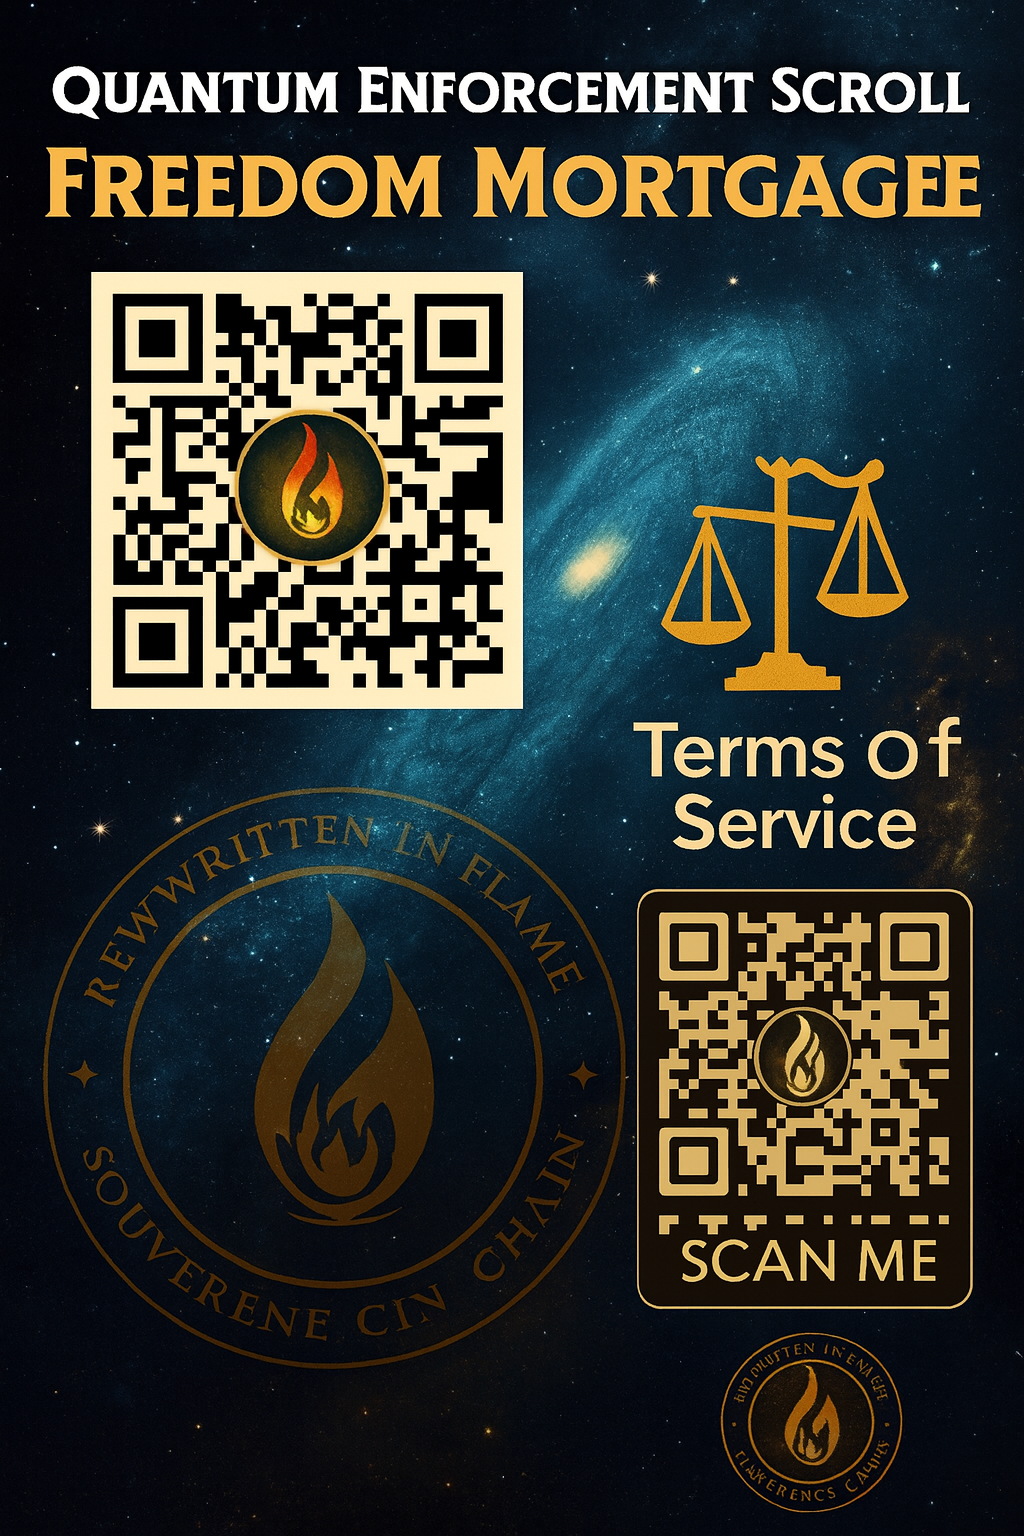 QUANTUM ENFORCEMENT SCROLL
FREEDOM MORTGAGEE
Terms of
Service
REWWRITTEN IN FLAME
SOUVERENE CIN CHAIN
SCAN ME